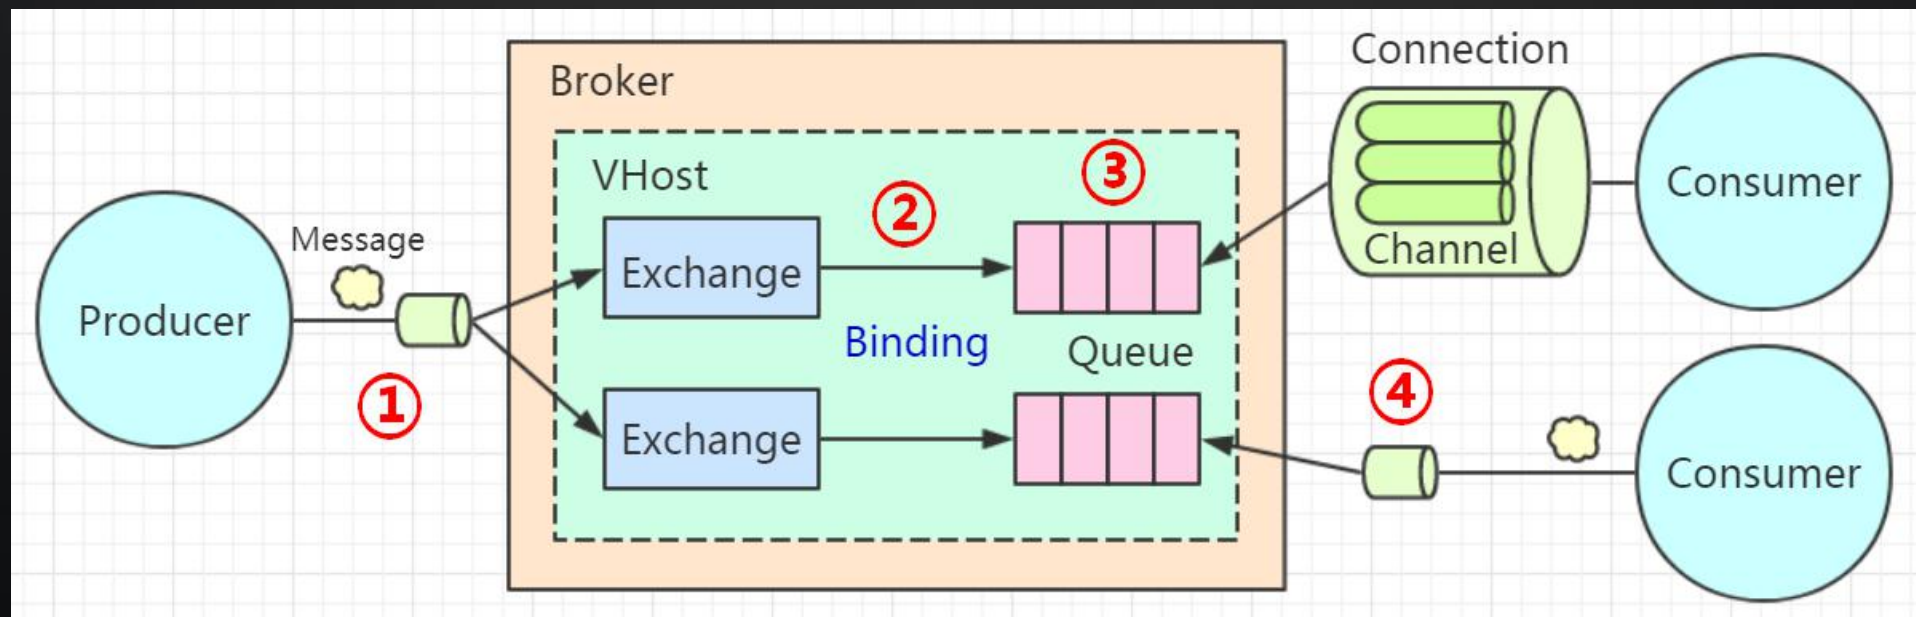 Connection
Broker
VHost
③
Consumer
②
Message
Exchange
Channel
Producer
Binding
Queue
①
④
Exchange
Consumer